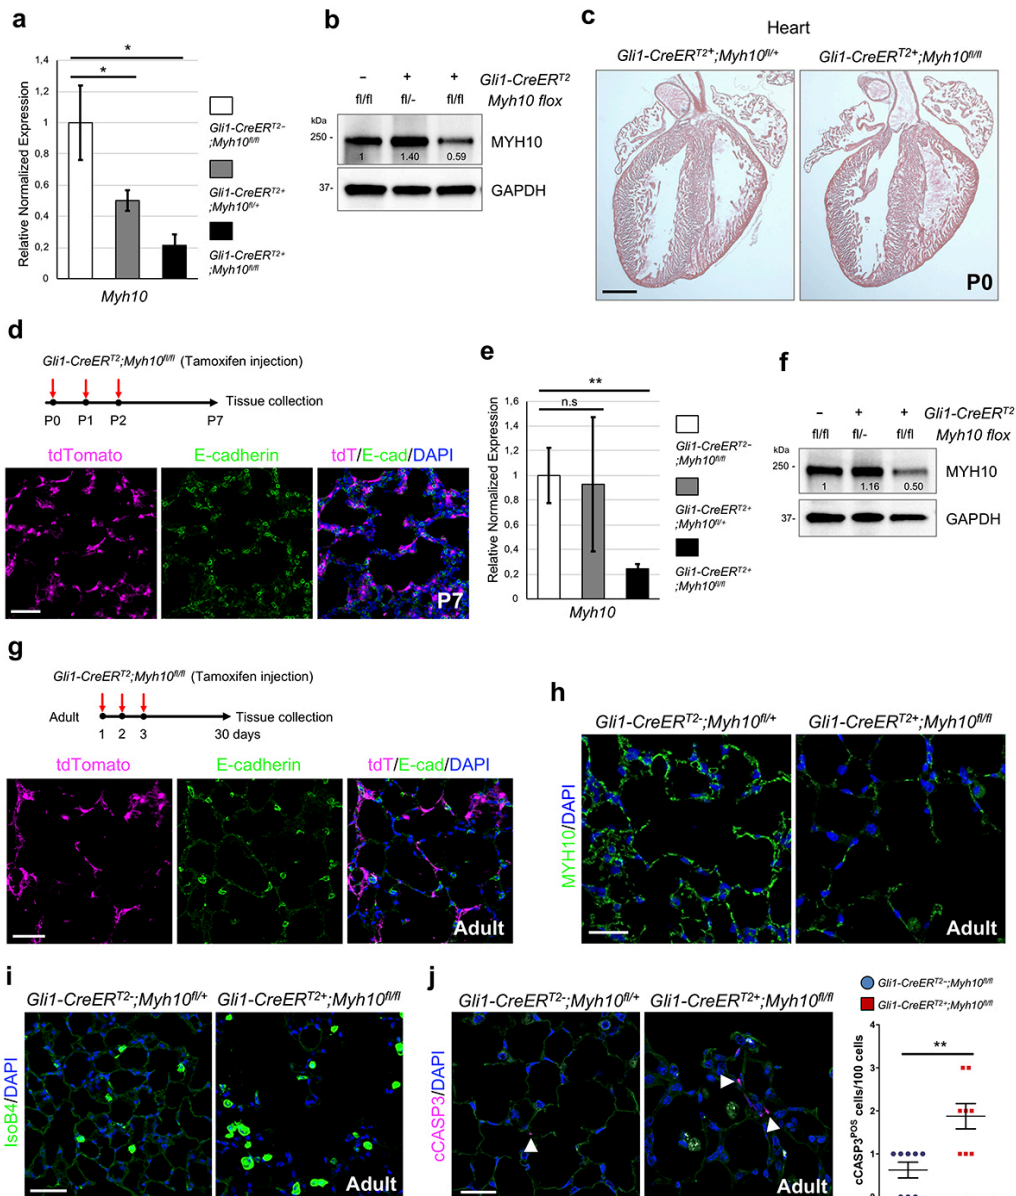 a
1,4
1,2
1
0,8
0,6
0,4
0,2
0
Relative Normalized Expression
*
*
Myh10
Gli1-CreERT2-
;Myh10fl/fl
Gli1-CreERT2+
;Myh10fl/+
Gli1-CreERT2+
;Myh10fl/fl
b
– + + Gli1-CreERT2
fl/fl fl/- fl/fl Myh10 flox
kDa
250 - MYH10
1 1.40 0.59
37- GAPDH
c
Heart
Gli1-CreERT2+;Myh10fl/+ Gli1-CreERT2+;Myh10fl/fl
P0
d
Gli1-CreERT2;Myh10fl/fl (Tamoxifen injection)
Tissue collection
P0 P1 P2 P7
tdTomato E-cadherin tdT/E-cad/DAPI
P7
e
1,6
1,4
1,2
1
0,8
0,6
0,4
0,2
0
Relative Normalized Expression
**
n.s
Myh10
Gli1-CreERT2-
;Myh10fl/fl
Gli1-CreERT2+
;Myh10fl/+
Gli1-CreERT2+
;Myh10fl/fl
f
– + + Gli1-CreERT2
fl/fl fl/- fl/fl Myh10 flox
kDa
250 - MYH10
1 1.16 0.50
37- GAPDH
g
Gli1-CreERT2;Myh10fl/fl (Tamoxifen injection)
Adult Tissue collection
1 2 3 30 days
tdTomato E-cadherin tdT/E-cad/DAPI
Adult
h
Gli1-CreERT2-;Myh10fl/+ Gli1-CreERT2+;Myh10fl/fl
MYH10/DAPI
Adult
i
Gli1-CreERT2-;Myh10fl/+ Gli1-CreERT2+;Myh10fl/fl
IsoB4/DAPI
Adult
j
Gli1-CreERT2-;Myh10fl/+ Gli1-CreERT2+;Myh10fl/fl
cCASP3/DAPI
Adult
Gli1-CreERT2-;Myh10fl/fl
Gli1-CreERT2+;Myh10fl/fl
cCASP3POS cells/100 cells
4
3
2
1
0
**